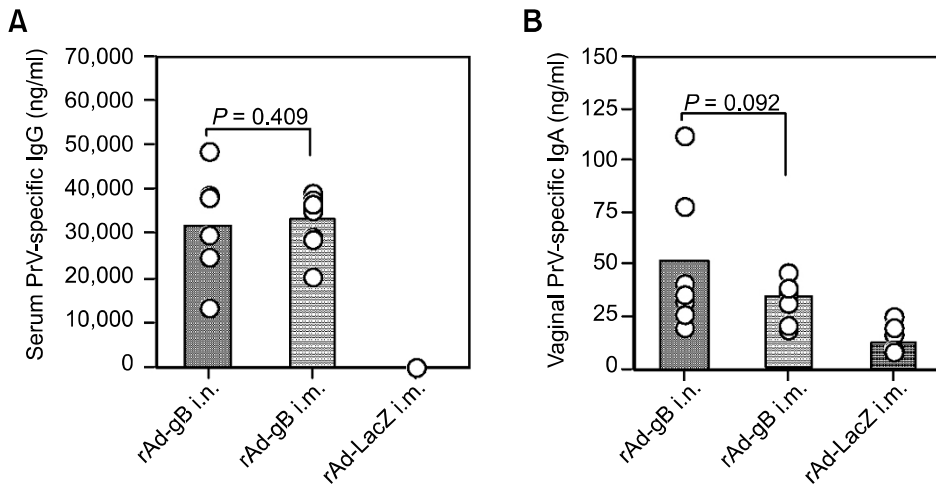 A
Serum PrV-specific IgG (ng/ml)
70,000
60,000
50,000
40,000
30,000
20,000
10,000
0
P = 0.409
rAd-gB i.n.
rAd-gB i.m.
rAd-LacZ i.m.
B
Vaginal PrV-specific IgA (ng/ml)
150
125
100
75
50
25
0
P = 0.092
rAd-gB i.n.
rAd-gB i.m.
rAd-LacZ i.m.